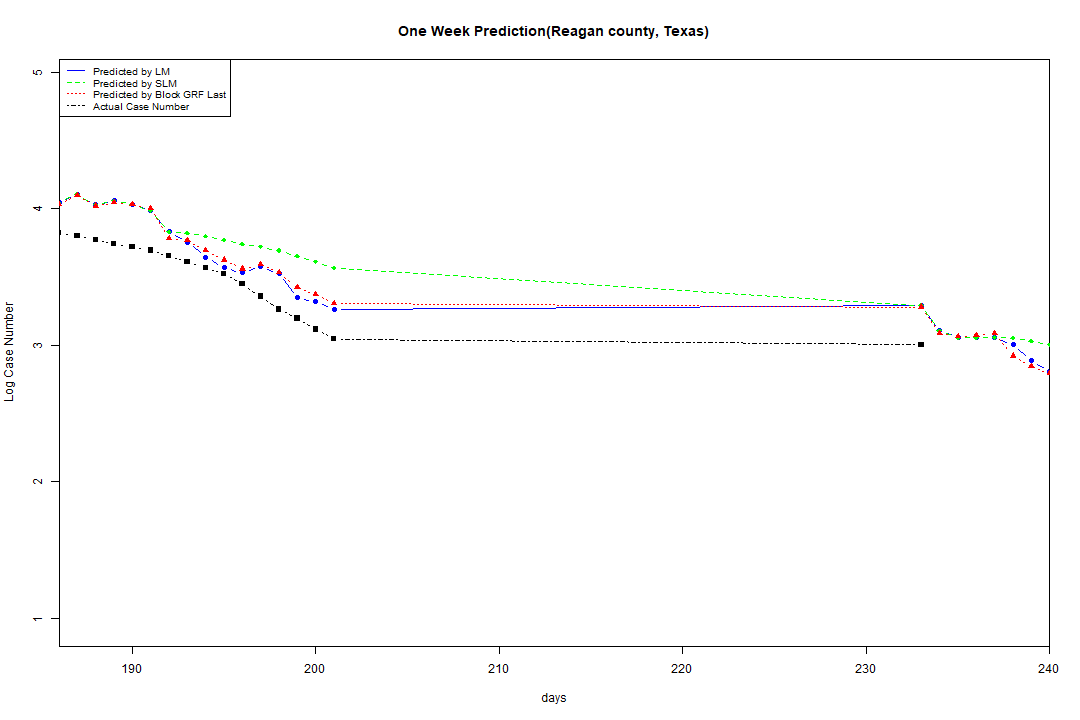 One Week Prediction(Reagan county, Texas)
Predicted by LM
Predicted by SLM
Predicted by Block GRF Last
Actual Case Number
5
4
3
2
1
Log Case Number
190 200 210 220 230 240
days